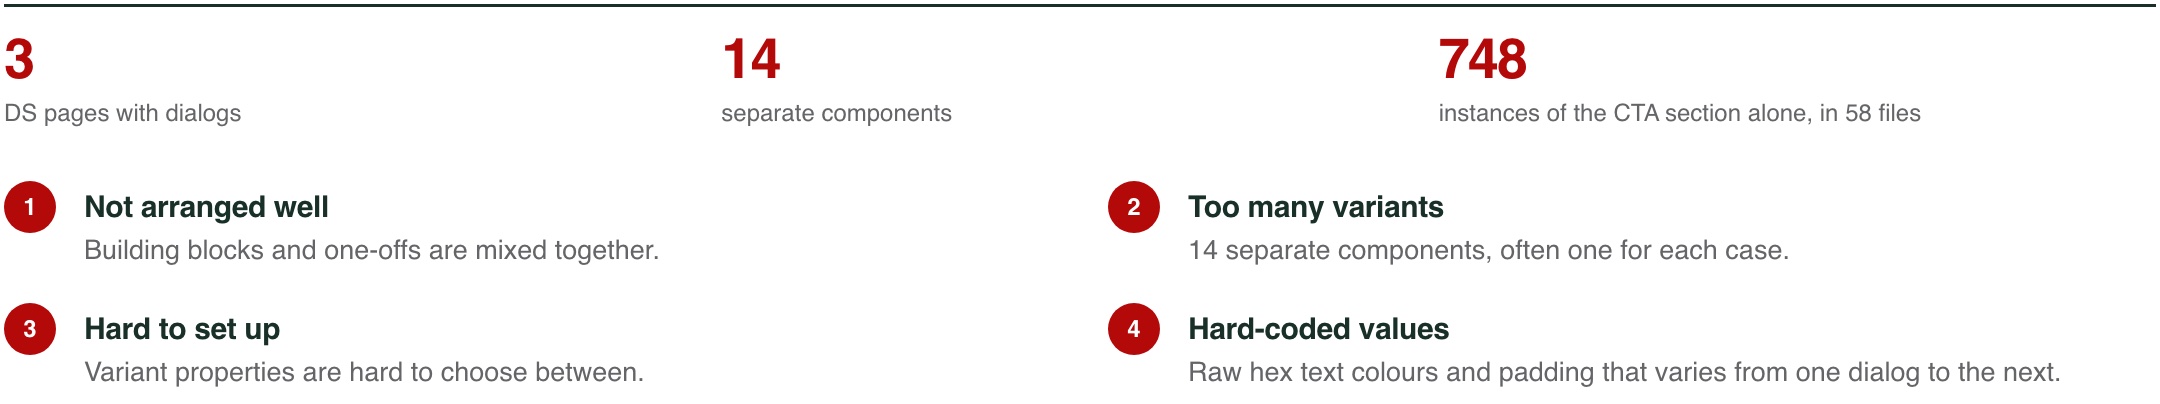 3
DS pages with dialogs
14
separate components
748
instances of the CTA section alone, in 58 files
1
Not arranged well
Building blocks and one-offs are mixed together.
2
Too many variants
14 separate components, often one for each case.
3
Hard to set up
Variant properties are hard to choose between.
4
Hard-coded values
Raw hex text colours and padding that varies from one dialog to the next.